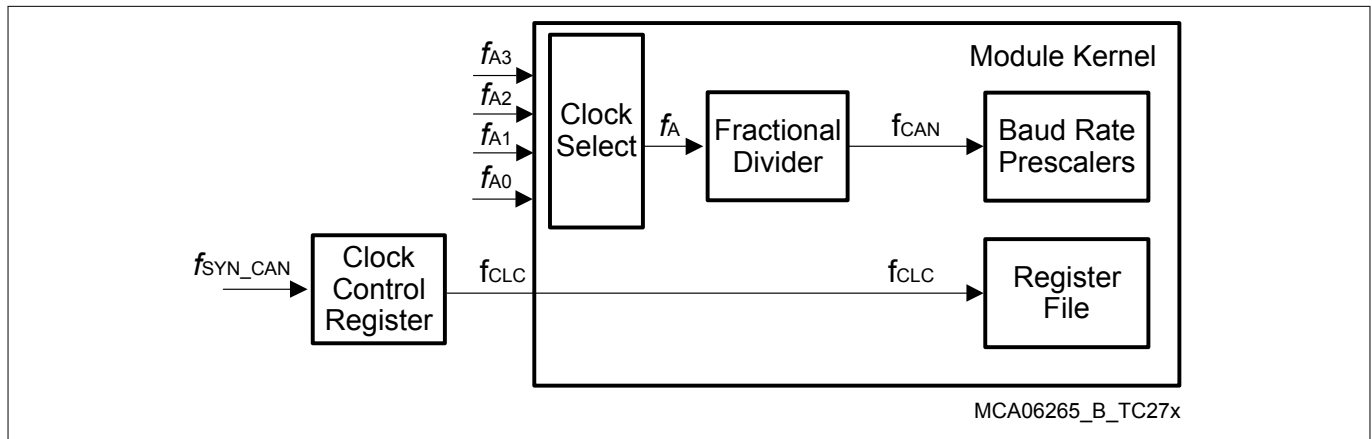 Module Kernel
fA3
fA2
fA1
fA0
Clock
Select
fA
Fractional
Divider
fCAN
Baud Rate
Prescalers
fSYN_CAN
Clock
Control
Register
fCLC
fCLC
Register
File
MCA06265_B_TC27x